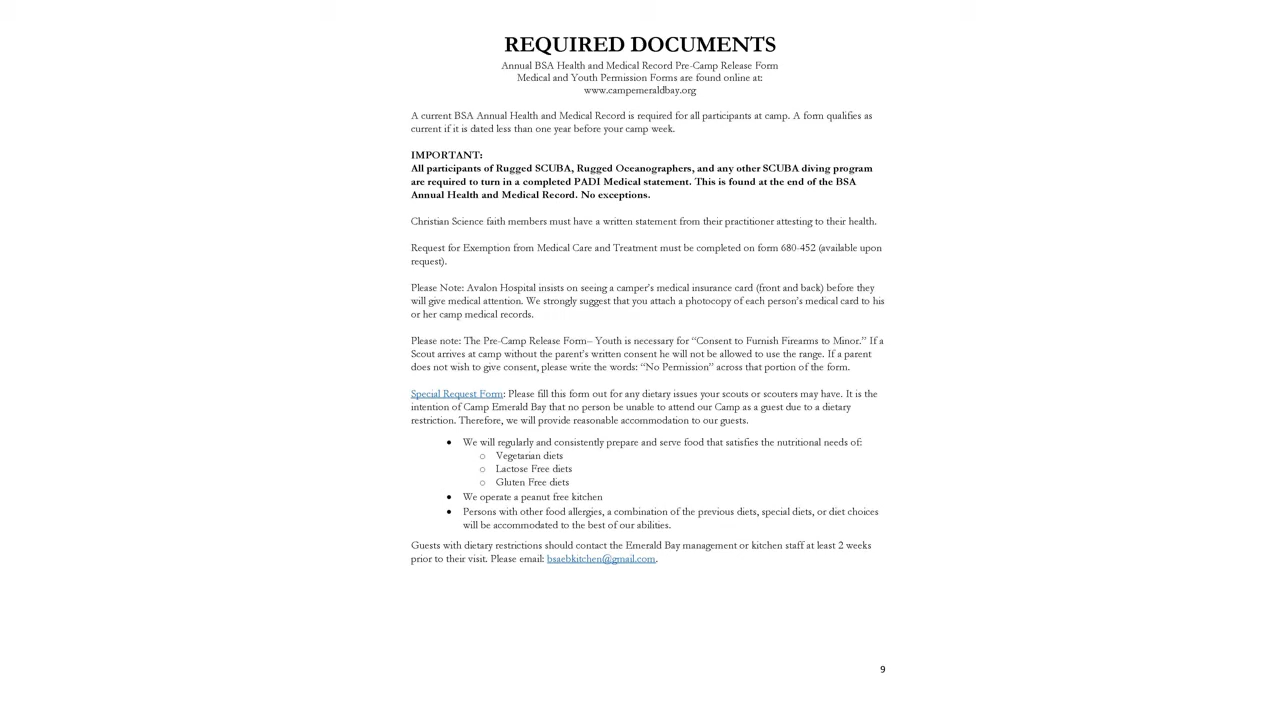 REQUIRED DOCUMENTS
Annual BSA Health and Medical Record Pre-Camp Release Form
Medical and Youth Permission Forms are found online at:
www.campemeraldbay.org
A current BSA Annual Health and Medical Record is required for all participants at camp. A form qualifies as
current if it is dated less than one year before your camp week.
IMPORTANT:
All participants of Rugged SCUBA, Rugged Oceanographers, and any other SCUBA diving program
are required to turn in a completed PADI Medical statement. This is found at the end of the BSA
Annual Health and Medical Record. No exceptions.
Christian Science faith members must have a written statement from their practitioner attesting to their health.
Request for Exemption from Medical Care and Treatment must be completed on form 680-452 (available upon
request).
Please Note: Avalon Hospital insists on seeing a camper's medical insurance card (front and back) before they
will give medical attention. We strongly suggest that you attach a photocopy of each person's medical card to his
or her camp medical records.
Please note: The Pre-Camp Release Form– Youth is necessary for “Consent to Furnish Firearms to Minor.” If a
Scout arrives at camp without the parent's written consent he will not be allowed to use the range. If a parent
does not wish to give consent, please write the words: “No Permission” across that portion of the form.
Special Request Form: Please fill this form out for any dietary issues your scouts or scouters may have. It is the
intention of Camp Emerald Bay that no person be unable to attend our Camp as a guest due to a dietary
restriction. Therefore, we will provide reasonable accommodation to our guests.
• We will regularly and consistently prepare and serve food that satisfies the nutritional needs of:
o Vegetarian diets
o Lactose Free diets
o Gluten Free diets
• We operate a peanut free kitchen
• Persons with other food allergies, a combination of the previous diets, special diets, or diet choices
will be accommodated to the best of our abilities.
Guests with dietary restrictions should contact the Emerald Bay management or kitchen staff at least 2 weeks
prior to their visit. Please email: bsaebkitchen@gmail.com.
9